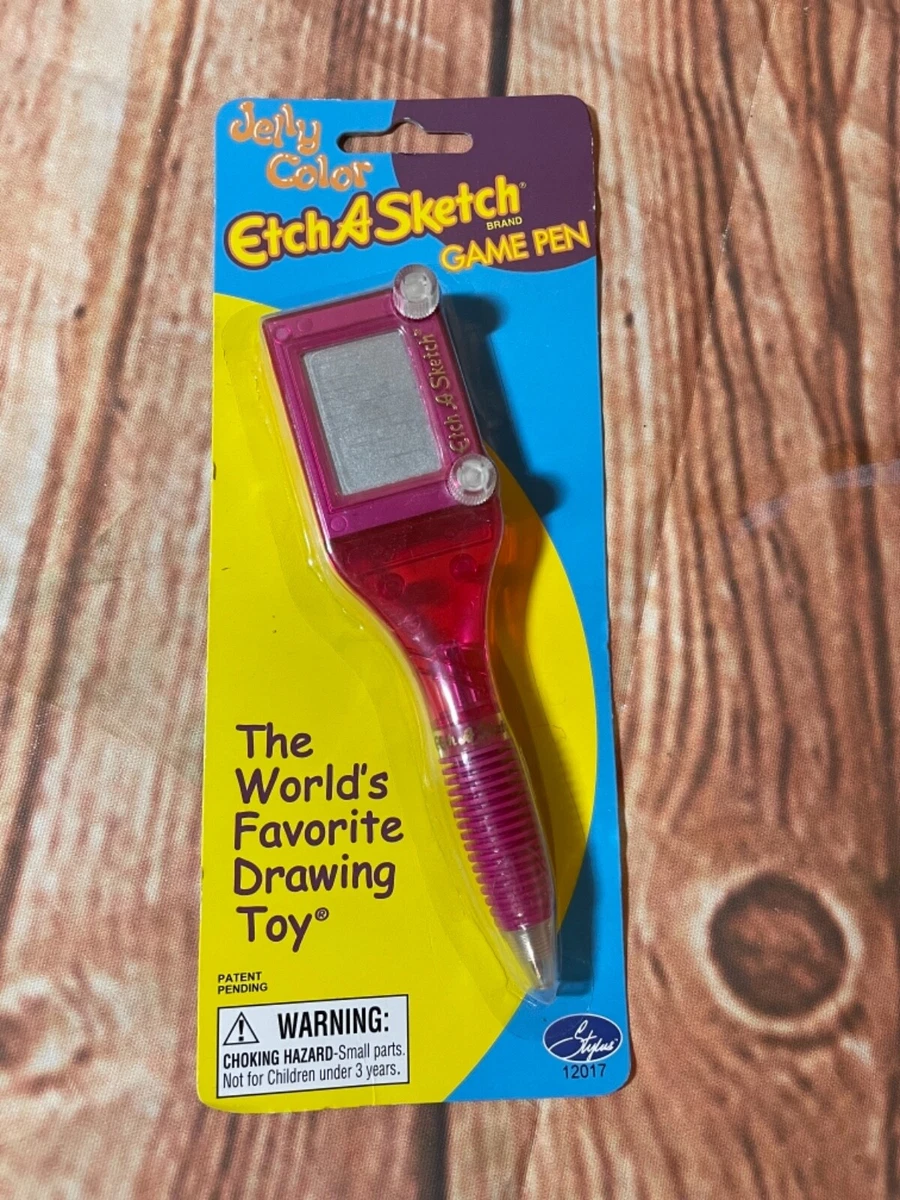 Jelly
Color
Etch A Sketch®
BRAND
GAME PEN
Etch A Sketch®
The
World's
Favorite
Drawing
Toy®
PATENT
PENDING
WARNING:
CHOKING HAZARD-Small parts.
Not for Children under 3 years.
Stylus™
12017